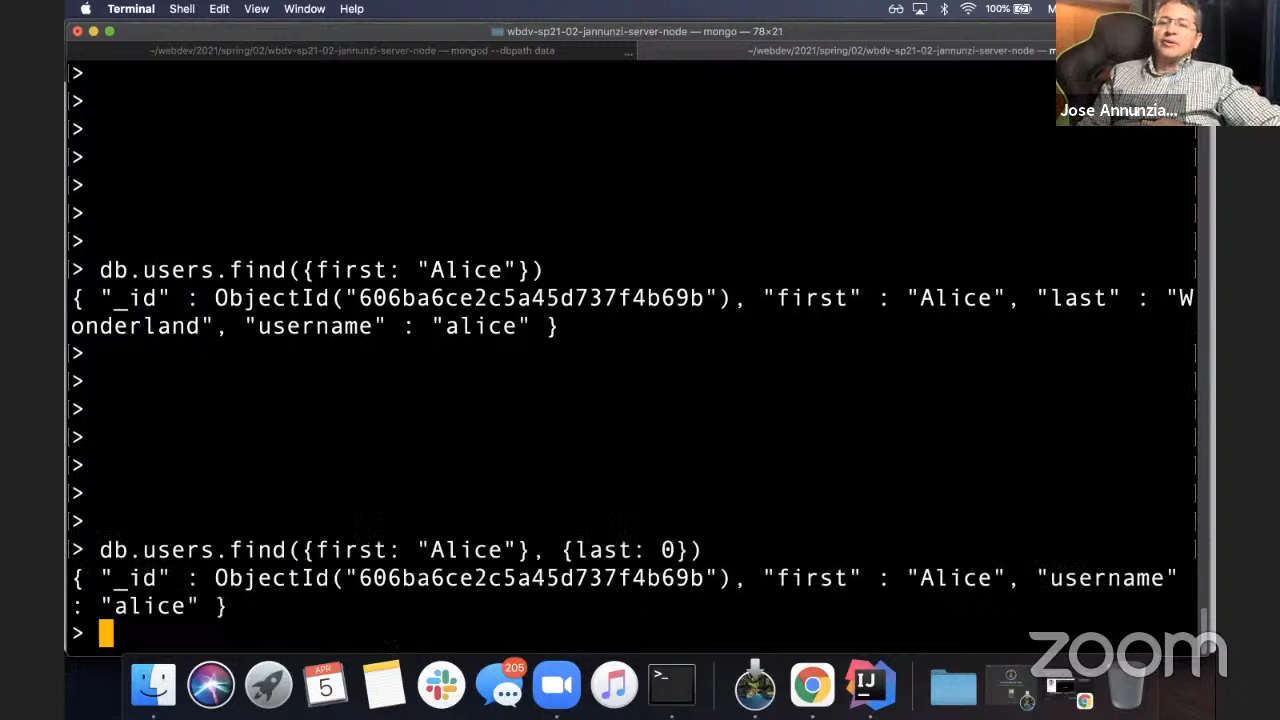 Terminal Shell Edit View Window Help 100%
wbdv-sp21-02-jannunzi-server-node — mongo — 78×21
~/webdev/2021/spring/02/wbdv-sp21-02-jannunzi-server-node — mongod --dbpath data ... ~/webdev/2021/spring/02/wbdv-sp21-02-jannunzi-server-node —
Jose Annunzia...
>
>
>
>
>
>
>
> db.users.find({first: "Alice"})
{ "_id" : ObjectId("606ba6ce2c5a45d737f4b69b"), "first" : "Alice", "last" : "W
onderland", "username" : "alice" }
>
>
>
>
>
>
>
> db.users.find({first: "Alice"}, {last: 0})
{ "_id" : ObjectId("606ba6ce2c5a45d737f4b69b"), "first" : "Alice", "username"
: "alice" }
>
zoom
APR
5
205
>_
IJ